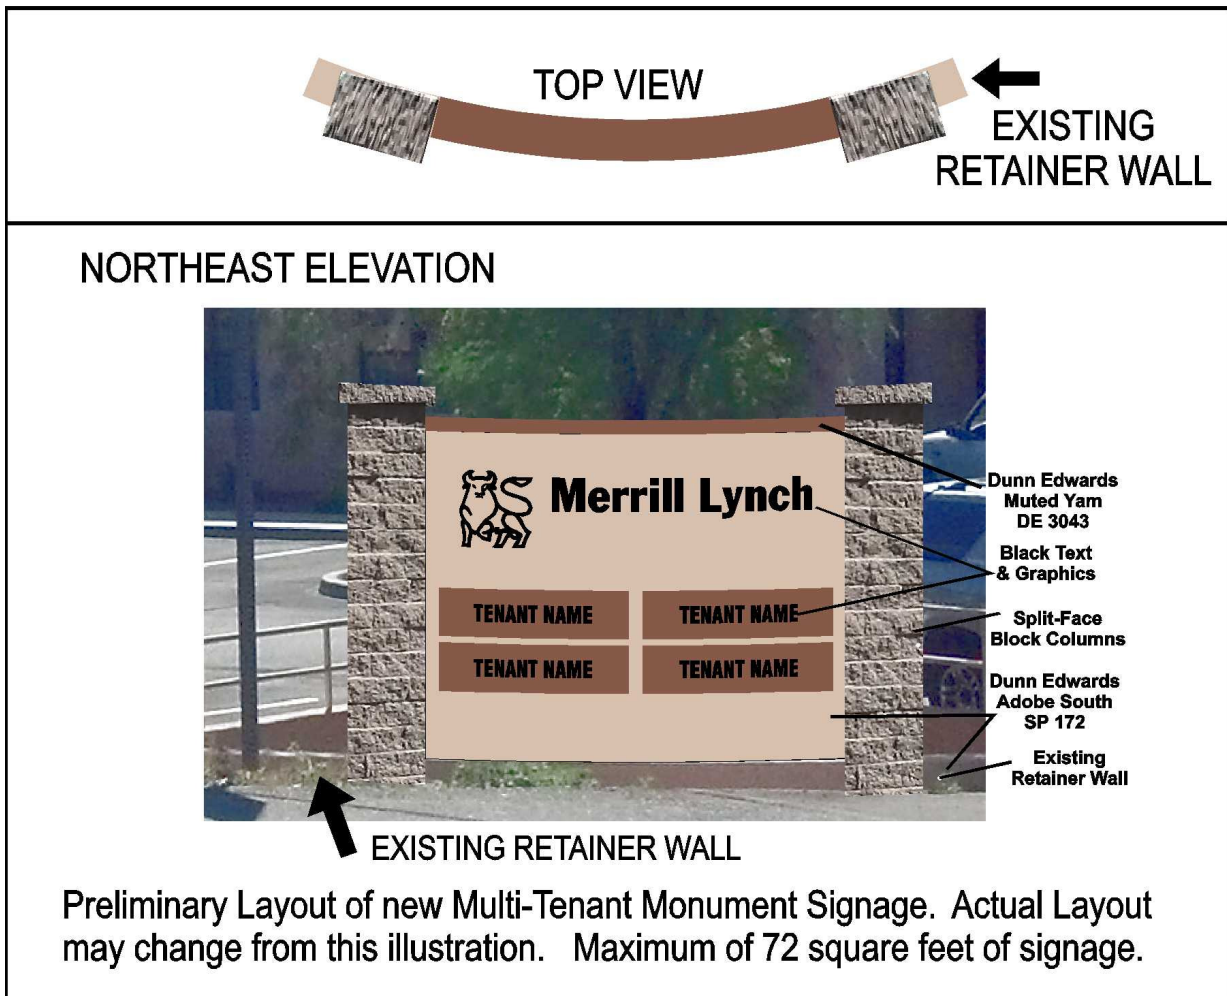 TOP VIEW
EXISTING
RETAINER WALL
NORTHEAST ELEVATION
Merrill Lynch
TENANT NAME
TENANT NAME
TENANT NAME
TENANT NAME
Dunn Edwards
Muted Yam
DE 3043
Black Text
& Graphics
Split-Face
Block Columns
Dunn Edwards
Adobe South
SP 172
Existing
Retainer Wall
EXISTING RETAINER WALL
Preliminary Layout of new Multi-Tenant Monument Signage. Actual Layout
may change from this illustration. Maximum of 72 square feet of signage.